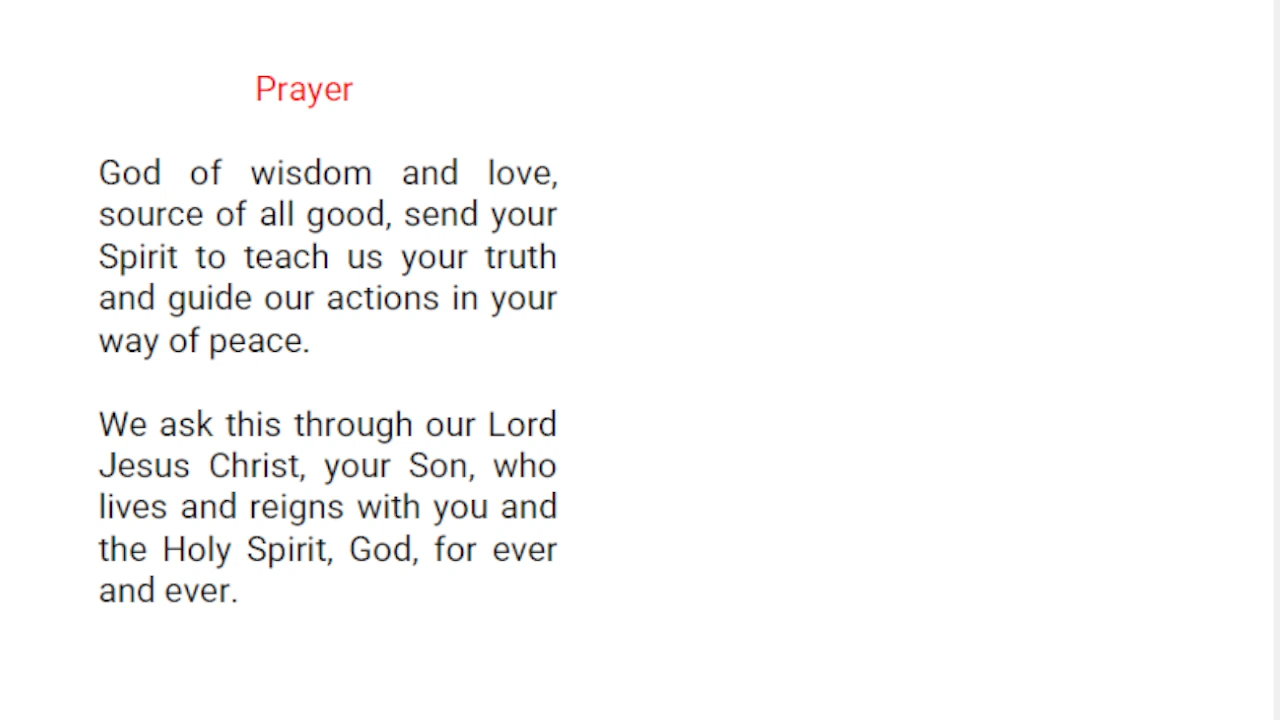 Prayer
God of wisdom and love,
source of all good, send your
Spirit to teach us your truth
and guide our actions in your
way of peace.
We ask this through our Lord
Jesus Christ, your Son, who
lives and reigns with you and
the Holy Spirit, God, for ever
and ever.